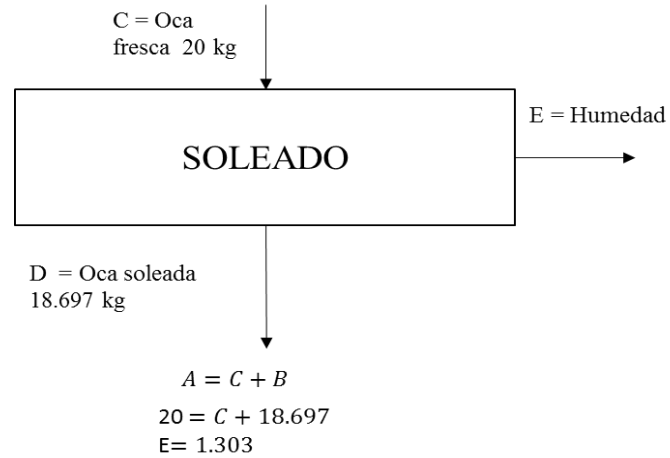 C = Oca
fresca 20 kg
E = Humedad
SOLEADO
D = Oca soleada
18.697 kg
A = C + B
20 = C + 18.697
E= 1.303